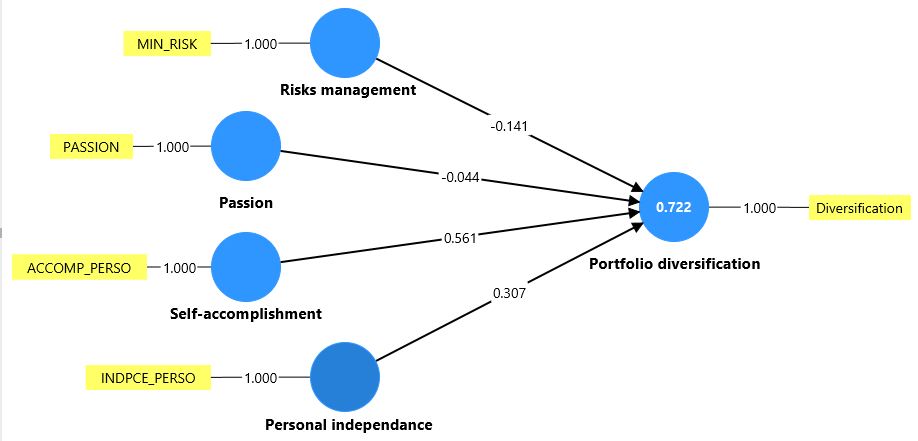 MIN_RISK
1.000
Risks management
-0.141
PASSION
1.000
Passion
-0.044
ACCOMP_PERSO
1.000
Self-accomplishment
0.561
INDPCE_PERSO
1.000
Personal independance
0.307
0.722
Portfolio diversification
1.000
Diversification